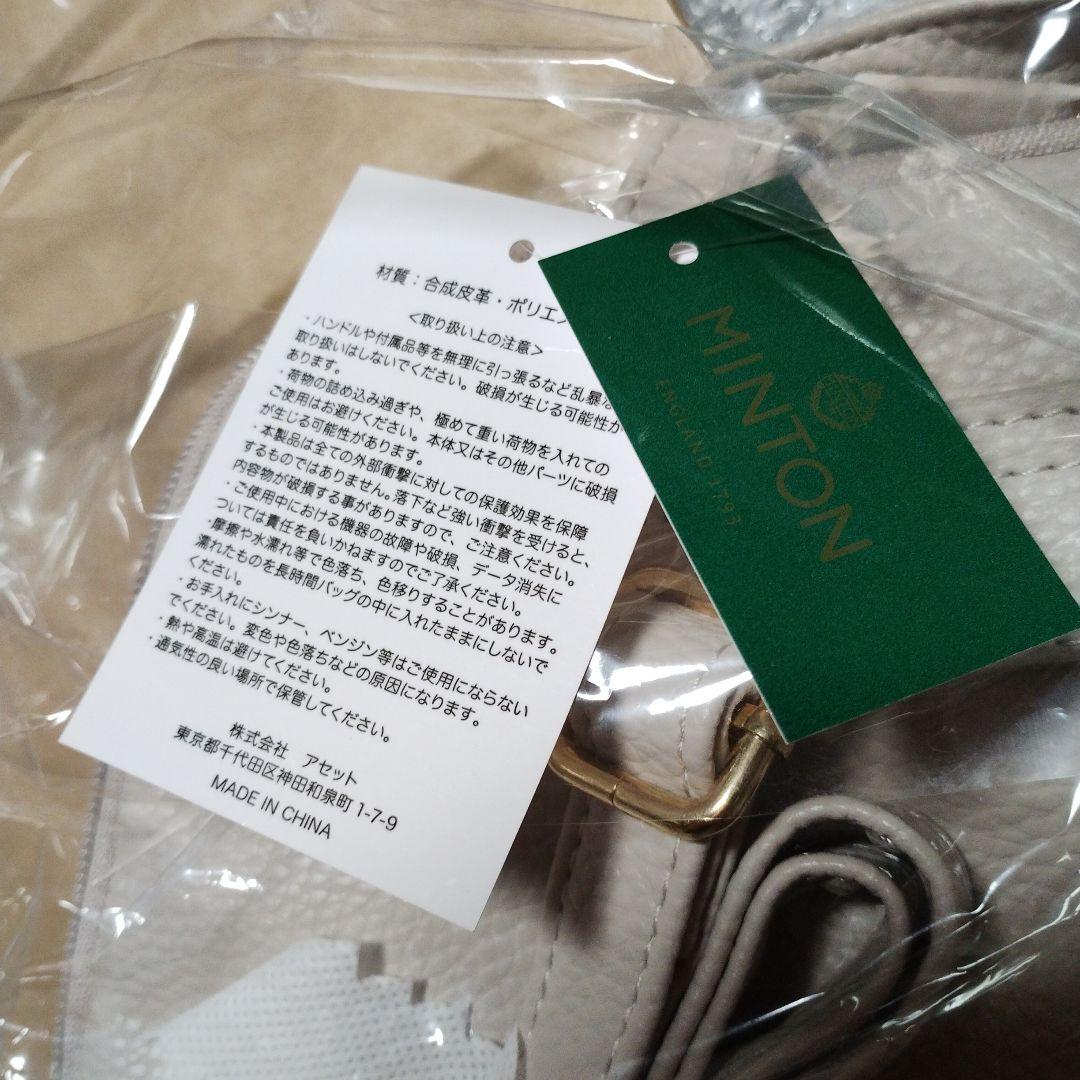 材質：合成皮革・ポリエ
＜取り扱い上の注意＞
・ハンドルや付属品等を無理に引っ張るなど乱暴な
取り扱いはしないでください。破損が生じる可能性が
あります。
・荷物の詰め込み過ぎや、極めて重い荷物を入れての
ご使用はお避けください。本体又はその他パーツに破損
が生じる可能性があります。
・本製品は全ての外部衝撃に対しての保護効果を保障
するものではありません。落下など強い衝撃を受けると、
内容物が破損する事がありますので、ご注意ください。
・ご使用中における機器の故障や破損、データ消失に
ついては責任を負いかねますのでご了承ください。
・摩擦や水濡れ等で色落ち、色移りすることがあります。
濡れたものを長時間バッグの中に入れたままにしないで
ください。
・お手入れにシンナー、ベンジン等はご使用にならない
でください。変色や色落ちなどの原因になります。
・熱や高温は避けてください。
・通気性の良い場所で保管してください。
株式会社 アセット
東京都千代田区神田和泉町 1-7-9
MADE IN CHINA
MINTON
ENGLAND 1793